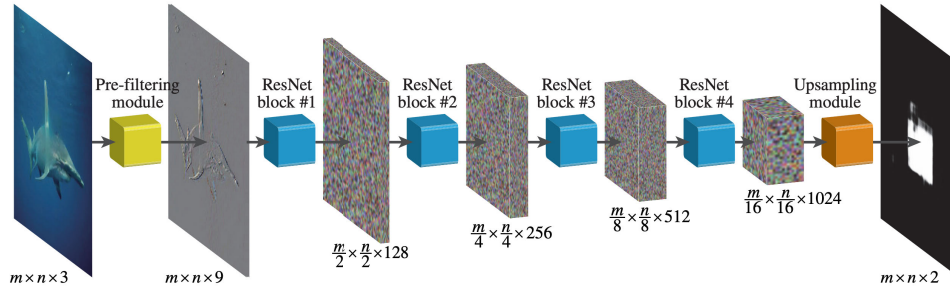 Pre-filtering
module
ResNet
block #1
ResNet
block #2
ResNet
block #3
ResNet
block #4
Upsampling
module
m×n×3
m×n×9
m/2×n/2×128
m/4×n/4×256
m/8×n/8×512
m/16×n/16×1024
m×n×2